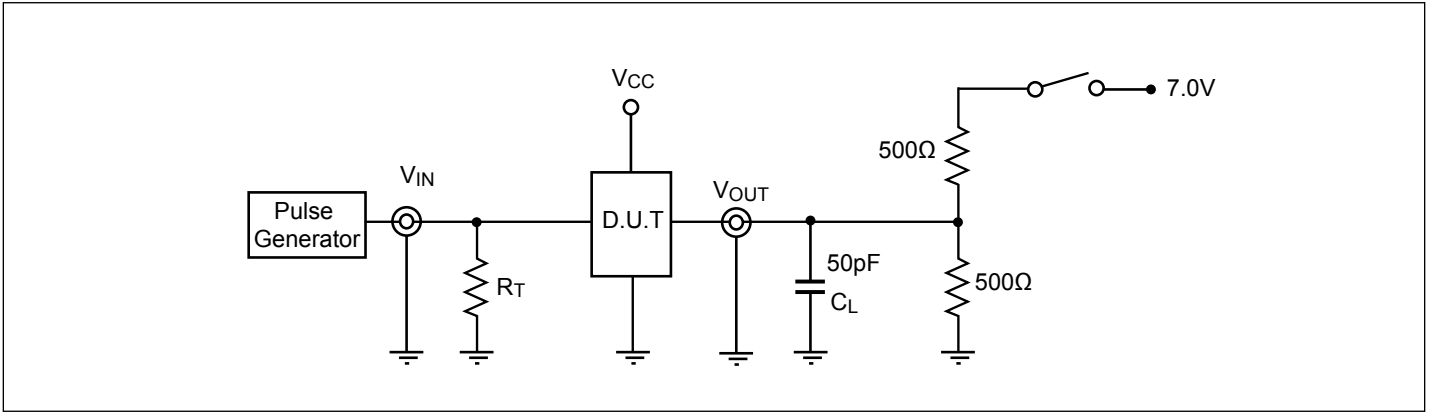 VCC
7.0V
500Ω
VIN
VOUT
Pulse
Generator
D.U.T
50pF
RT
CL
500Ω